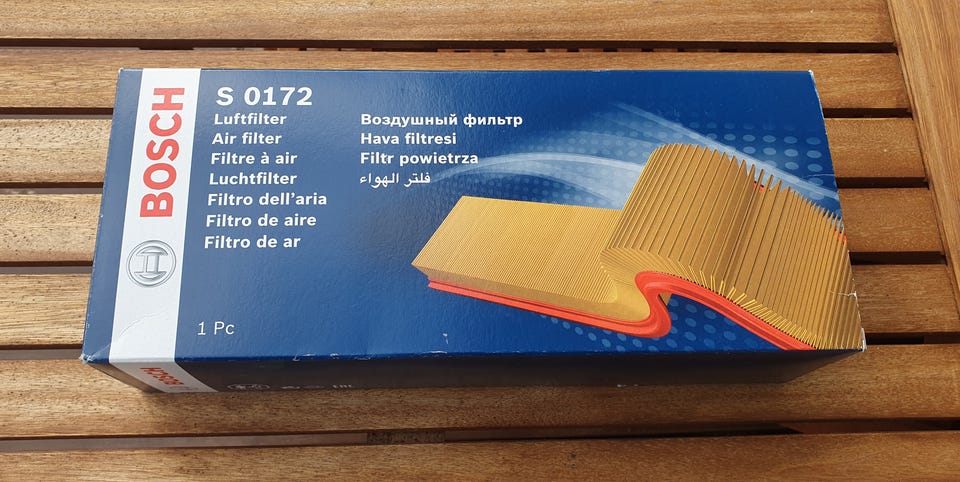 BOSCH
S 0172
Luftfilter
Air filter
Filtre à air
Luchtfilter
Filtro dell'aria
Filtro de aire
Filtro de ar
Воздушный фильтр
Hava filtresi
Filtr powietrza
فلتر الهواء
1 Pc
BOSCH